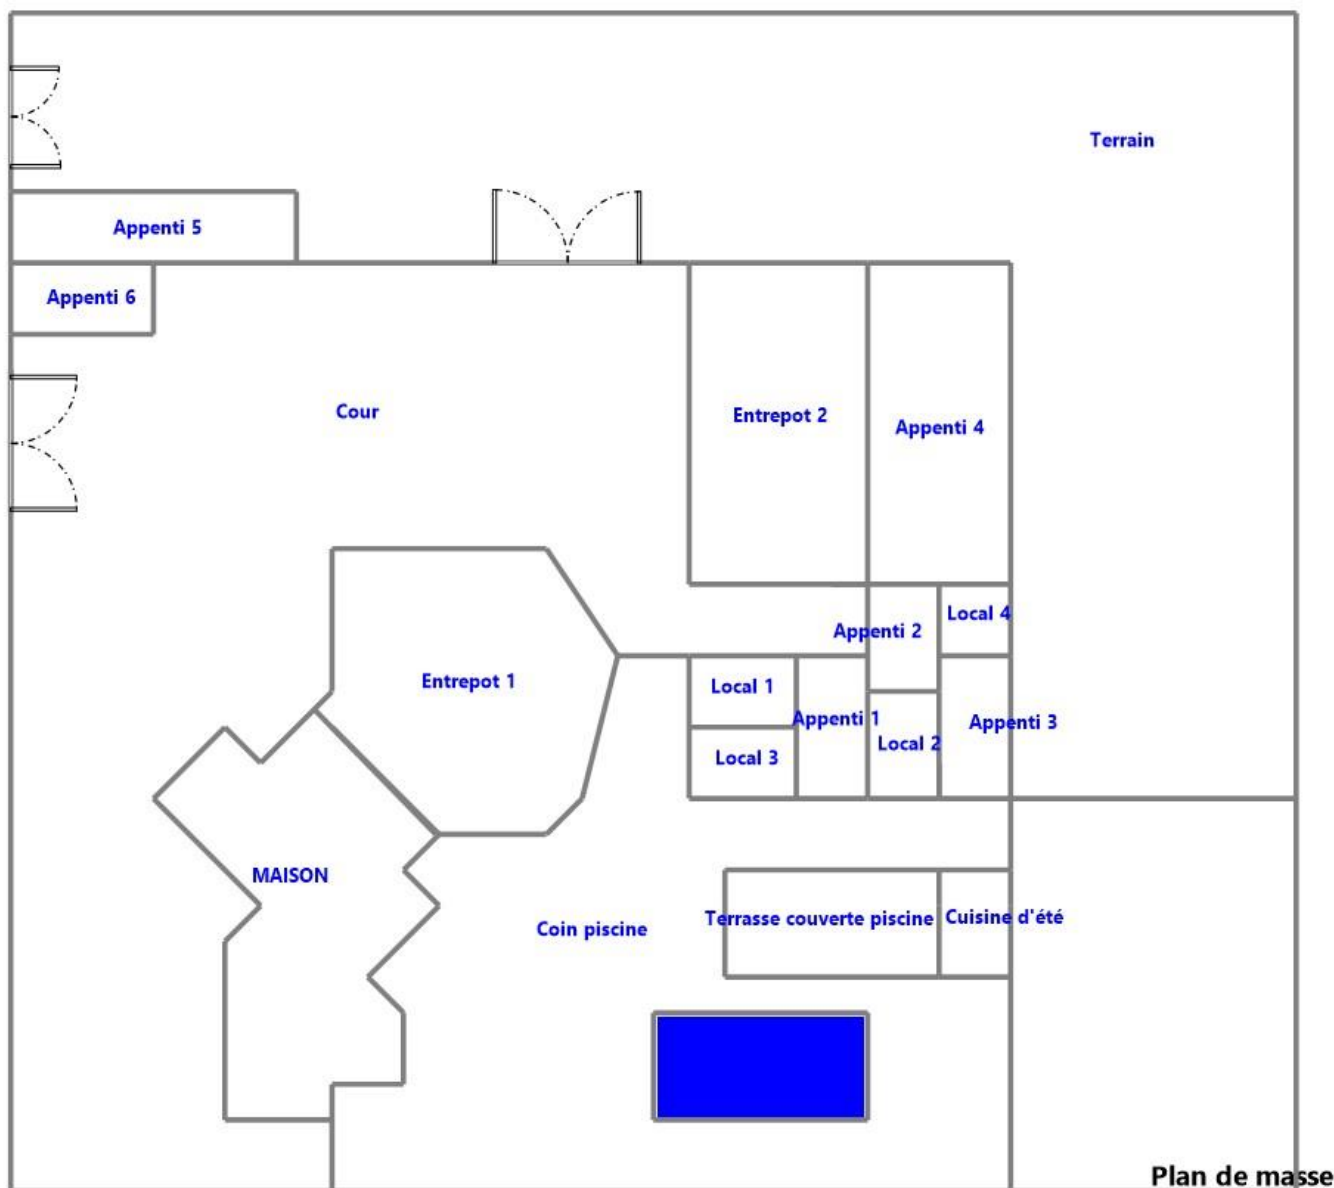 Terrain
Appenti 5
Appenti 6
Cour
Entrepot 2
Appenti 4
Local 4
Appenti 2
Entrepot 1
Local 1
Appenti 1
Appenti 3
Local 2
Local 3
MAISON
Terrasse couverte piscine
Cuisine d'été
Coin piscine
Plan de masse